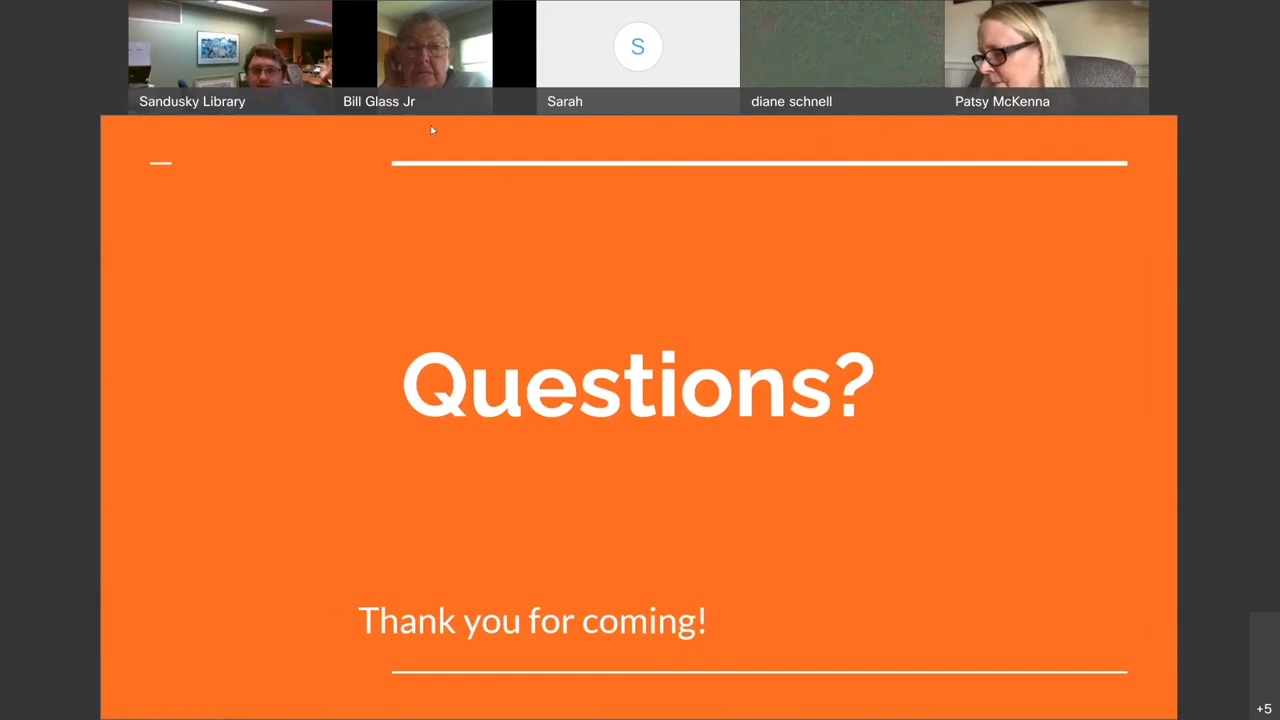 Sandusky Library
Bill Glass Jr
S
Sarah
diane schnell
Patsy McKenna
Questions?
Thank you for coming!
+5